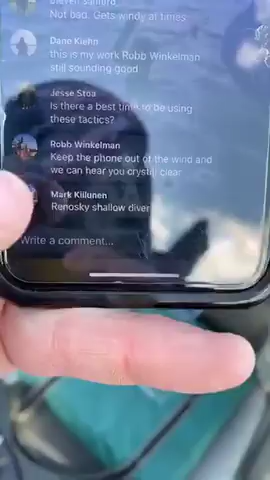 Not bad. Gets windy at times
Dane Kiehn
this is my work Robb Winkelman
still sounding good
Jesse Stoa
Is there a best time to be using
these tactics?
Robb Winkelman
Keep the phone out of the wind and
we can hear you crystal clear
Mark Kiilunen
Renosky shallow diver
Write a comment...